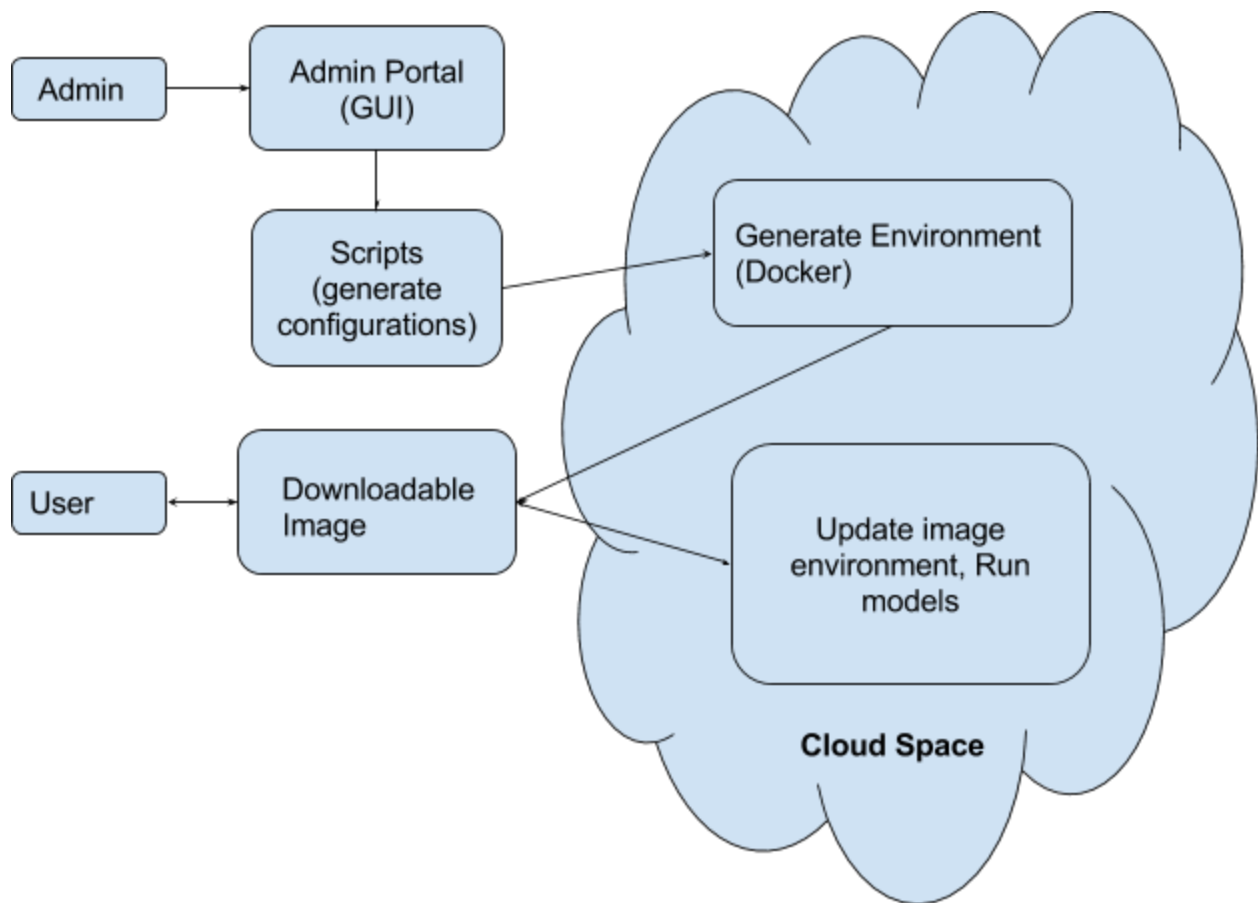 Admin
Admin Portal
(GUI)
Scripts
(generate
configurations)
Generate Environment
(Docker)
User
Downloadable
Image
Update image
environment, Run
models
Cloud Space